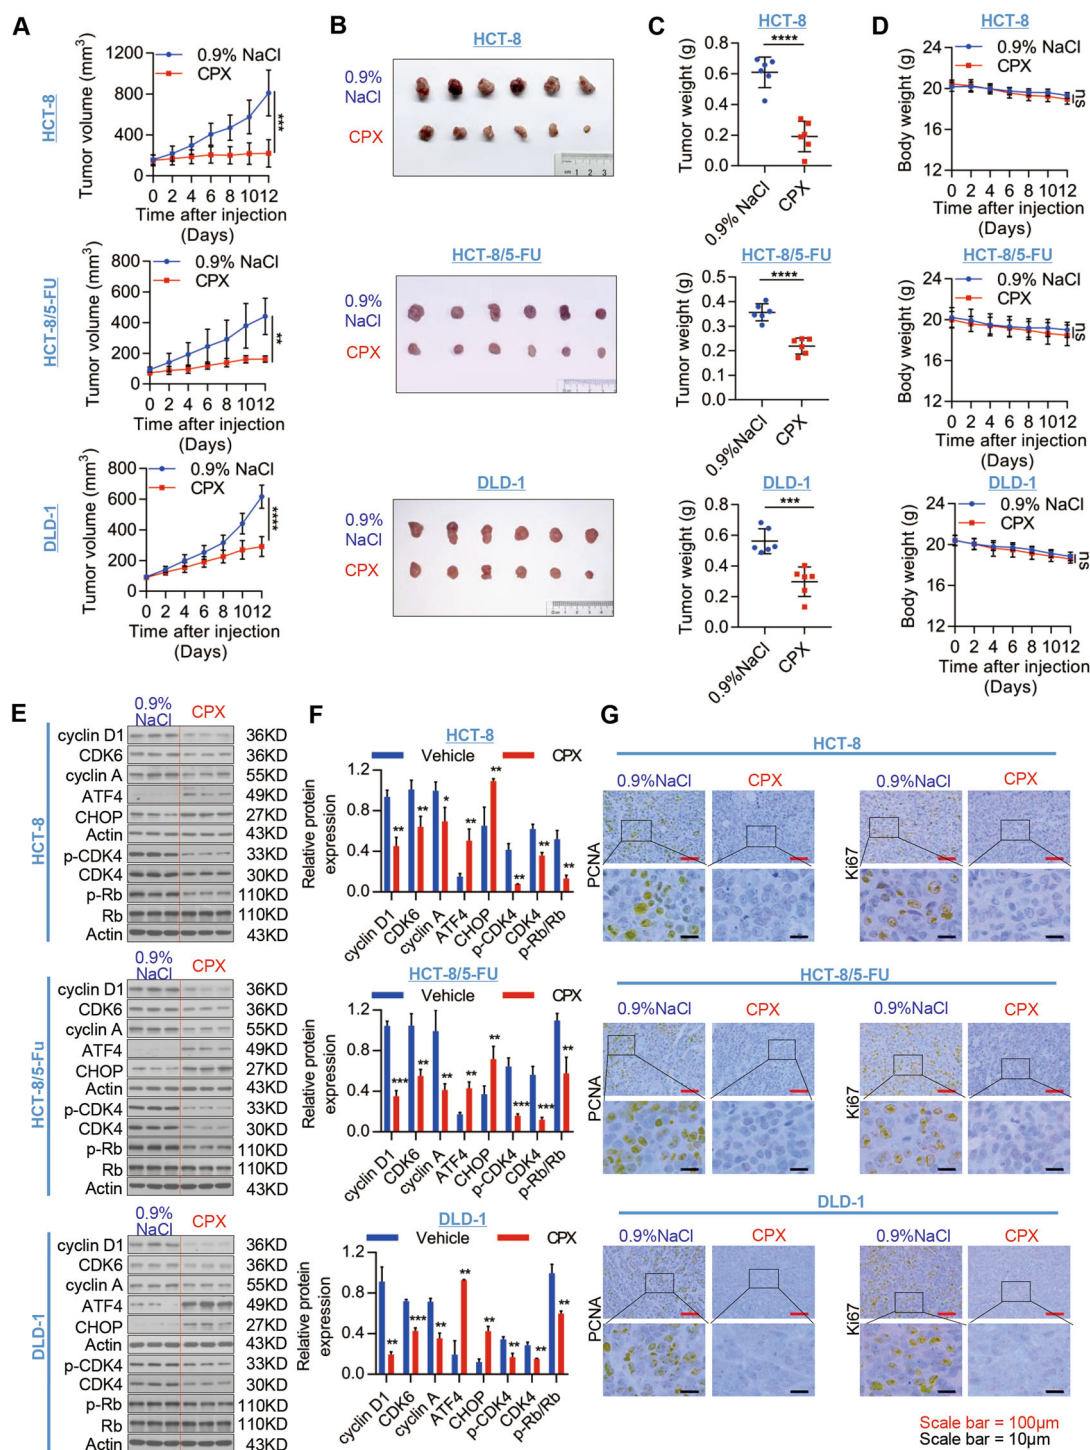 A
HCT-8
Tumor volume (mm³)
1200
800
400
0
0.9% NaCl
CPX
***
0 2 4 6 8 1012
Time after injection
(Days)
HCT-8/5-FU
Tumor volume (mm³)
800
600
400
200
0
0.9% NaCl
CPX
**
0 2 4 6 8 1012
Time after injection
(Days)
DLD-1
Tumor volume (mm³)
800
600
400
200
0
0.9% NaCl
CPX
****
0 2 4 6 8 1012
Time after injection
(Days)
B
HCT-8
0.9%
NaCl
CPX
1 2 3
HCT-8/5-FU
0.9%
NaCl
CPX
DLD-1
0.9%
NaCl
CPX
C
HCT-8
****
Tumor weight (g)
0.8
0.6
0.4
0.2
0.0
0.9% NaCl
CPX
HCT-8/5-FU
****
Tumor weight (g)
0.5
0.4
0.3
0.2
0.1
0.0
0.9%NaCl
CPX
DLD-1
***
Tumor weight (g)
0.8
0.6
0.4
0.2
0.0
0.9%NaCl
CPX
D
HCT-8
Body weight (g)
24
20
16
12
0.9% NaCl
CPX
ns
0 2 4 6 8 1012
Time after injection
(Days)
Body weight (g)
24
20
16
12
0.9% NaCl
CPX
ns
0 2 4 6 8 1012
Time after injection
(Days)
DLD-1
Body weight (g)
24
20
16
12
0.9% NaCl
CPX
ns
0 2 4 6 8 1012
Time after injection
(Days)
E
HCT-8
0.9%
NaCl
CPX
cyclin D1 36KD
CDK6 36KD
cyclin A 55KD
ATF4 49KD
CHOP 27KD
Actin 43KD
p-CDK4 33KD
CDK4 30KD
p-Rb 110KD
Rb 110KD
Actin 43KD
HCT-8/5-Fu
0.9%
NaCl
CPX
cyclin D1 36KD
CDK6 36KD
cyclin A 55KD
ATF4 49KD
CHOP 27KD
Actin 43KD
p-CDK4 33KD
CDK4 30KD
p-Rb 110KD
Rb 110KD
Actin 43KD
DLD-1
0.9%
NaCl
CPX
cyclin D1 36KD
CDK6 36KD
cyclin A 55KD
ATF4 49KD
CHOP 27KD
Actin 43KD
p-CDK4 33KD
CDK4 30KD
p-Rb 110KD
Rb 110KD
Actin 43KD
F
HCT-8
Vehicle CPX
Relative protein
expression
1.2
0.8
0.4
0.0
** ** * ** ** ** ** **
cyclin D1
CDK6
cyclin A
ATF4
CHOP
p-CDK4
CDK4
p-Rb/Rb
HCT-8/5-FU
Vehicle CPX
Relative protein
expression
1.2
0.8
0.4
0.0
*** ** ** ** ** *** *** **
cyclin D1
CDK6
cyclin A
ATF4
CHOP
p-CDK4
CDK4
p-Rb/Rb
DLD-1
Vehicle CPX
Relative protein
expression
1.2
0.8
0.4
0.0
** *** ** ** ** ** ** **
cyclin D1
CDK6
cyclin A
ATF4
CHOP
p-CDK4
CDK4
p-Rb/Rb
G
HCT-8
0.9%NaCl CPX 0.9%NaCl CPX
PCNA
Ki67
HCT-8/5-FU
0.9%NaCl CPX 0.9%NaCl CPX
PCNA
Ki67
DLD-1
0.9%NaCl CPX 0.9%NaCl CPX
PCNA
Ki67
Scale bar = 100μm
Scale bar = 10μm